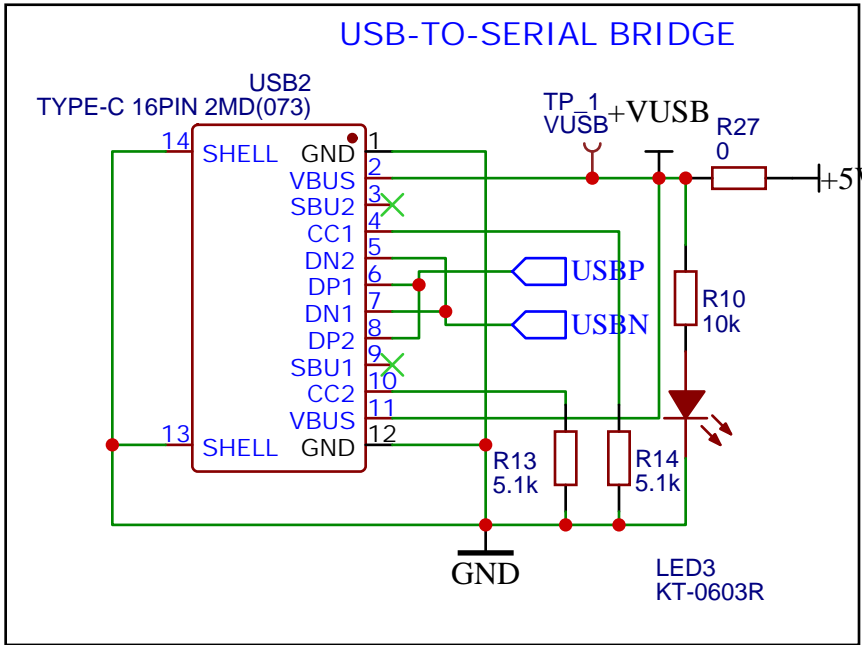 USB-TO-SERIAL BRIDGE
USB2
TYPE-C 16PIN 2MD(073)
TP_1
VUSB
+VUSB
R27
0
+5V
14
SHELL
GND
1
VBUS
2
SBU2
3
CC1
4
DN2
5
DP1
6
DN1
7
DP2
8
SBU1
9
CC2
10
VBUS
11
13
SHELL
GND
12
USBP
USBN
R10
10k
R13
5.1k
R14
5.1k
GND
LED3
KT-0603R